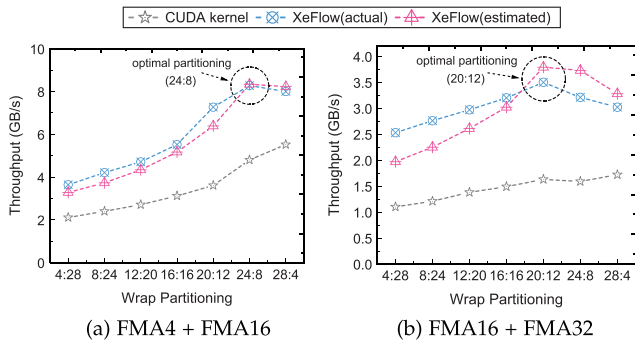 CUDA kernel XeFlow(actual) XeFlow(estimated)
10
8
6
4
2
0
Throughput (GB/s)
optimal partitioning
(24:8)
4:28 8:24 12:20 16:16 20:12 24:8 28:4
Wrap Partitioning
(a) FMA4 + FMA16
4.0
3.5
3.0
2.5
2.0
1.5
1.0
0.5
0.0
Throughput (GB/s)
optimal partitioning
(20:12)
4:28 8:24 12:20 16:16 20:12 24:8 28:4
Wrap Partitioning
(b) FMA16 + FMA32